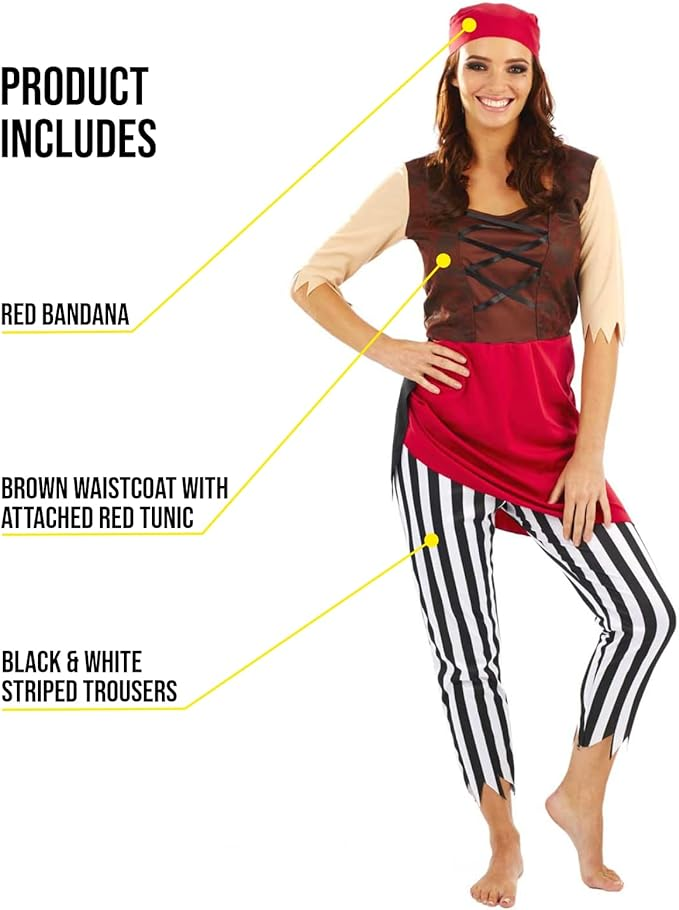 PRODUCT
INCLUDES
RED BANDANA
BROWN WAISTCOAT WITH
ATTACHED RED TUNIC
BLACK & WHITE
STRIPED TROUSERS